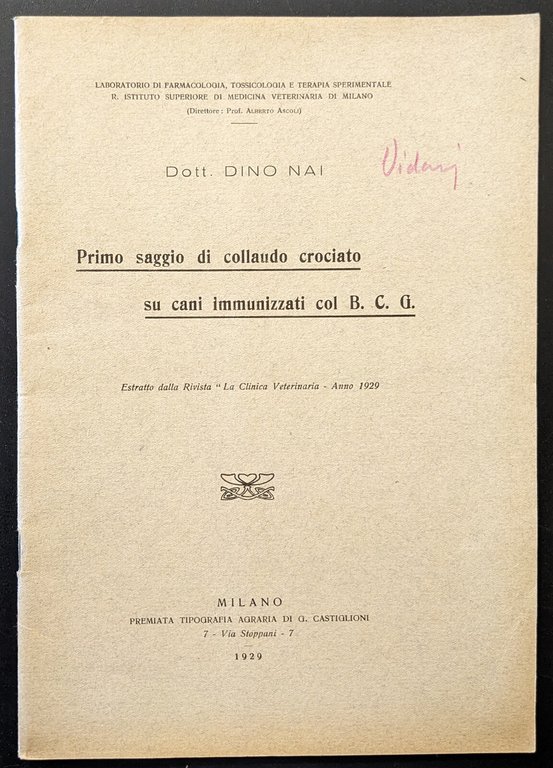 LABORATORIO DI FARMACOLOGIA, TOSSICOLOGIA E TERAPIA SPERIMENTALE
R. ISTITUTO SUPERIORE DI MEDICINA VETERINARIA DI MILANO
(Direttore: Prof. ALBERTO ASCOLI)
Dott. DINO NAI
Primo saggio di collaudo crociato
su cani immunizzati col B. C. G.
Estratto dalla Rivista " La Clinica Veterinaria - Anno 1929
MILANO
PREMIATA TIPOGRAFIA AGRARIA DI G. CASTIGLIONI
7 - Via Stoppani - 7
1929